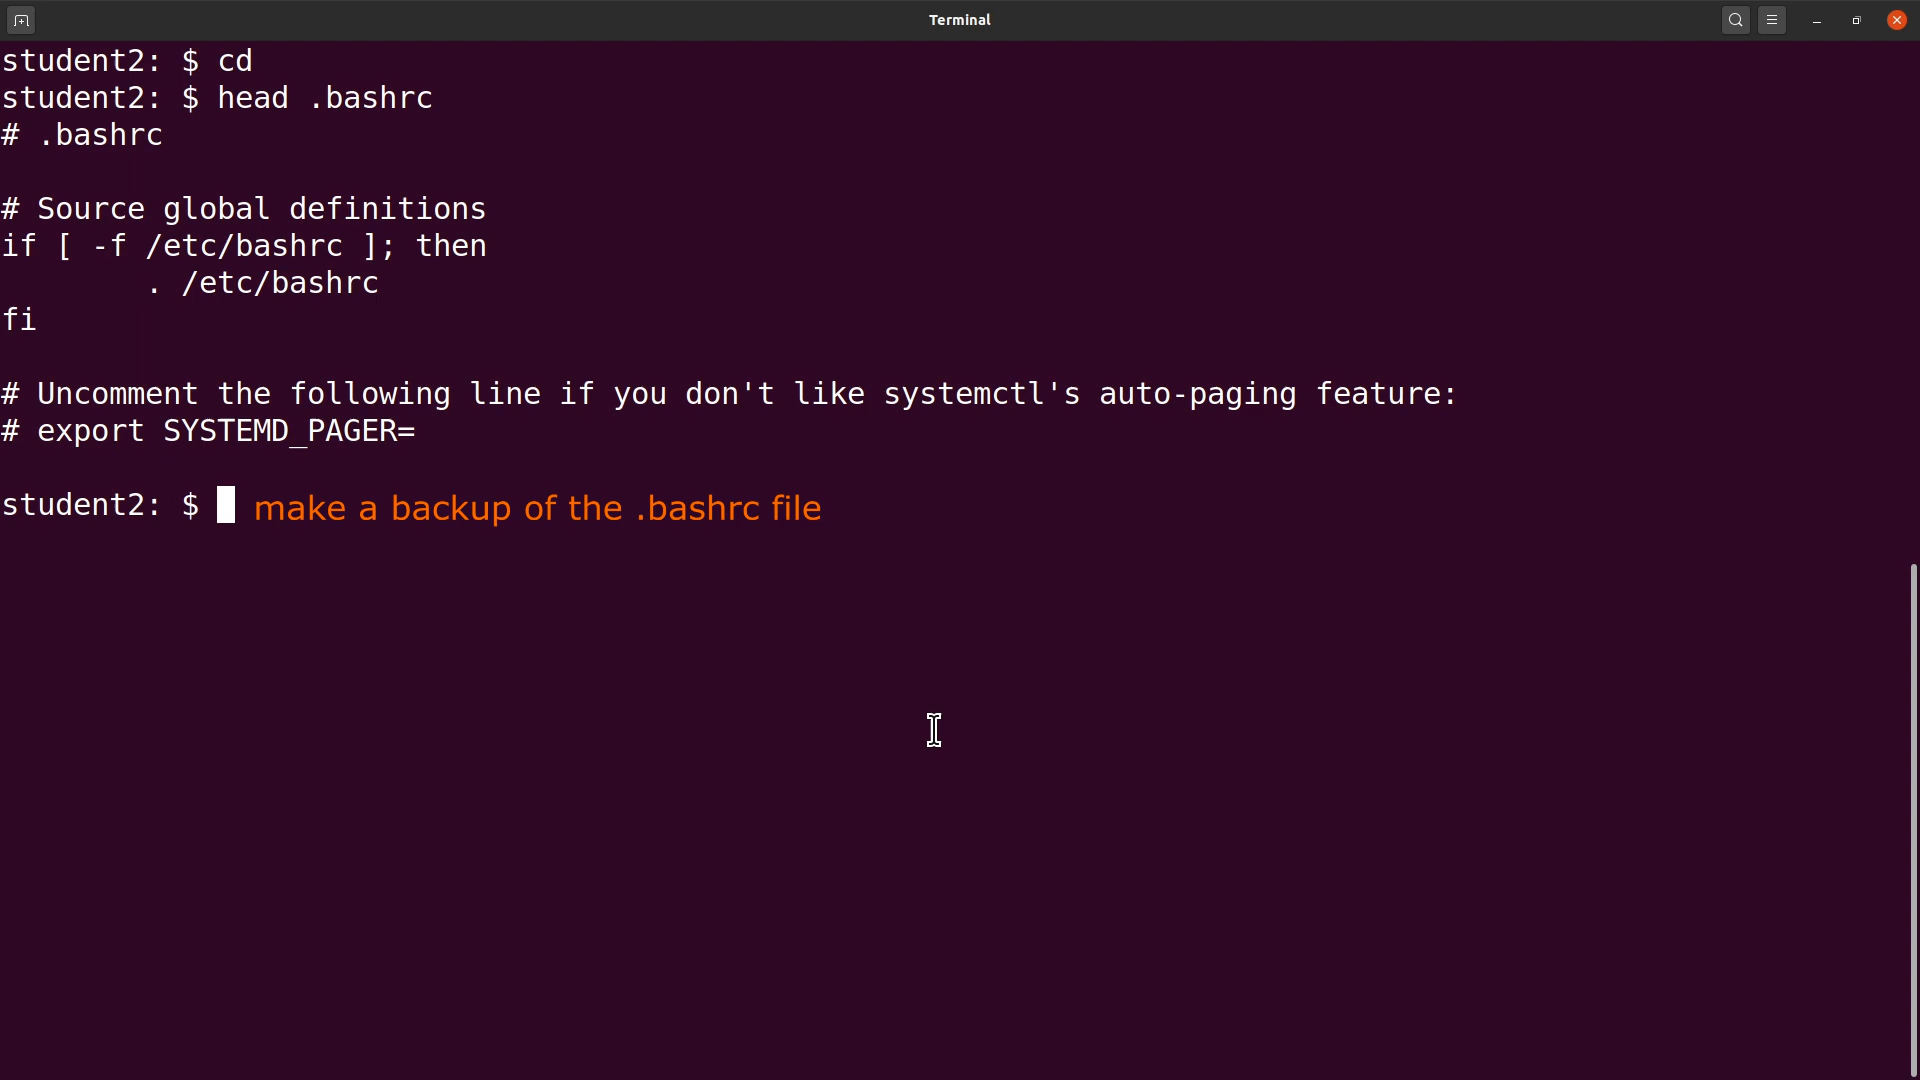 Terminal
student2: $ cd
student2: $ head .bashrc
# .bashrc
# Source global definitions
if [ -f /etc/bashrc ]; then
        . /etc/bashrc
fi
# Uncomment the following line if you don't like systemctl's auto-paging feature:
# export SYSTEMD_PAGER=
student2: $ make a backup of the .bashrc file